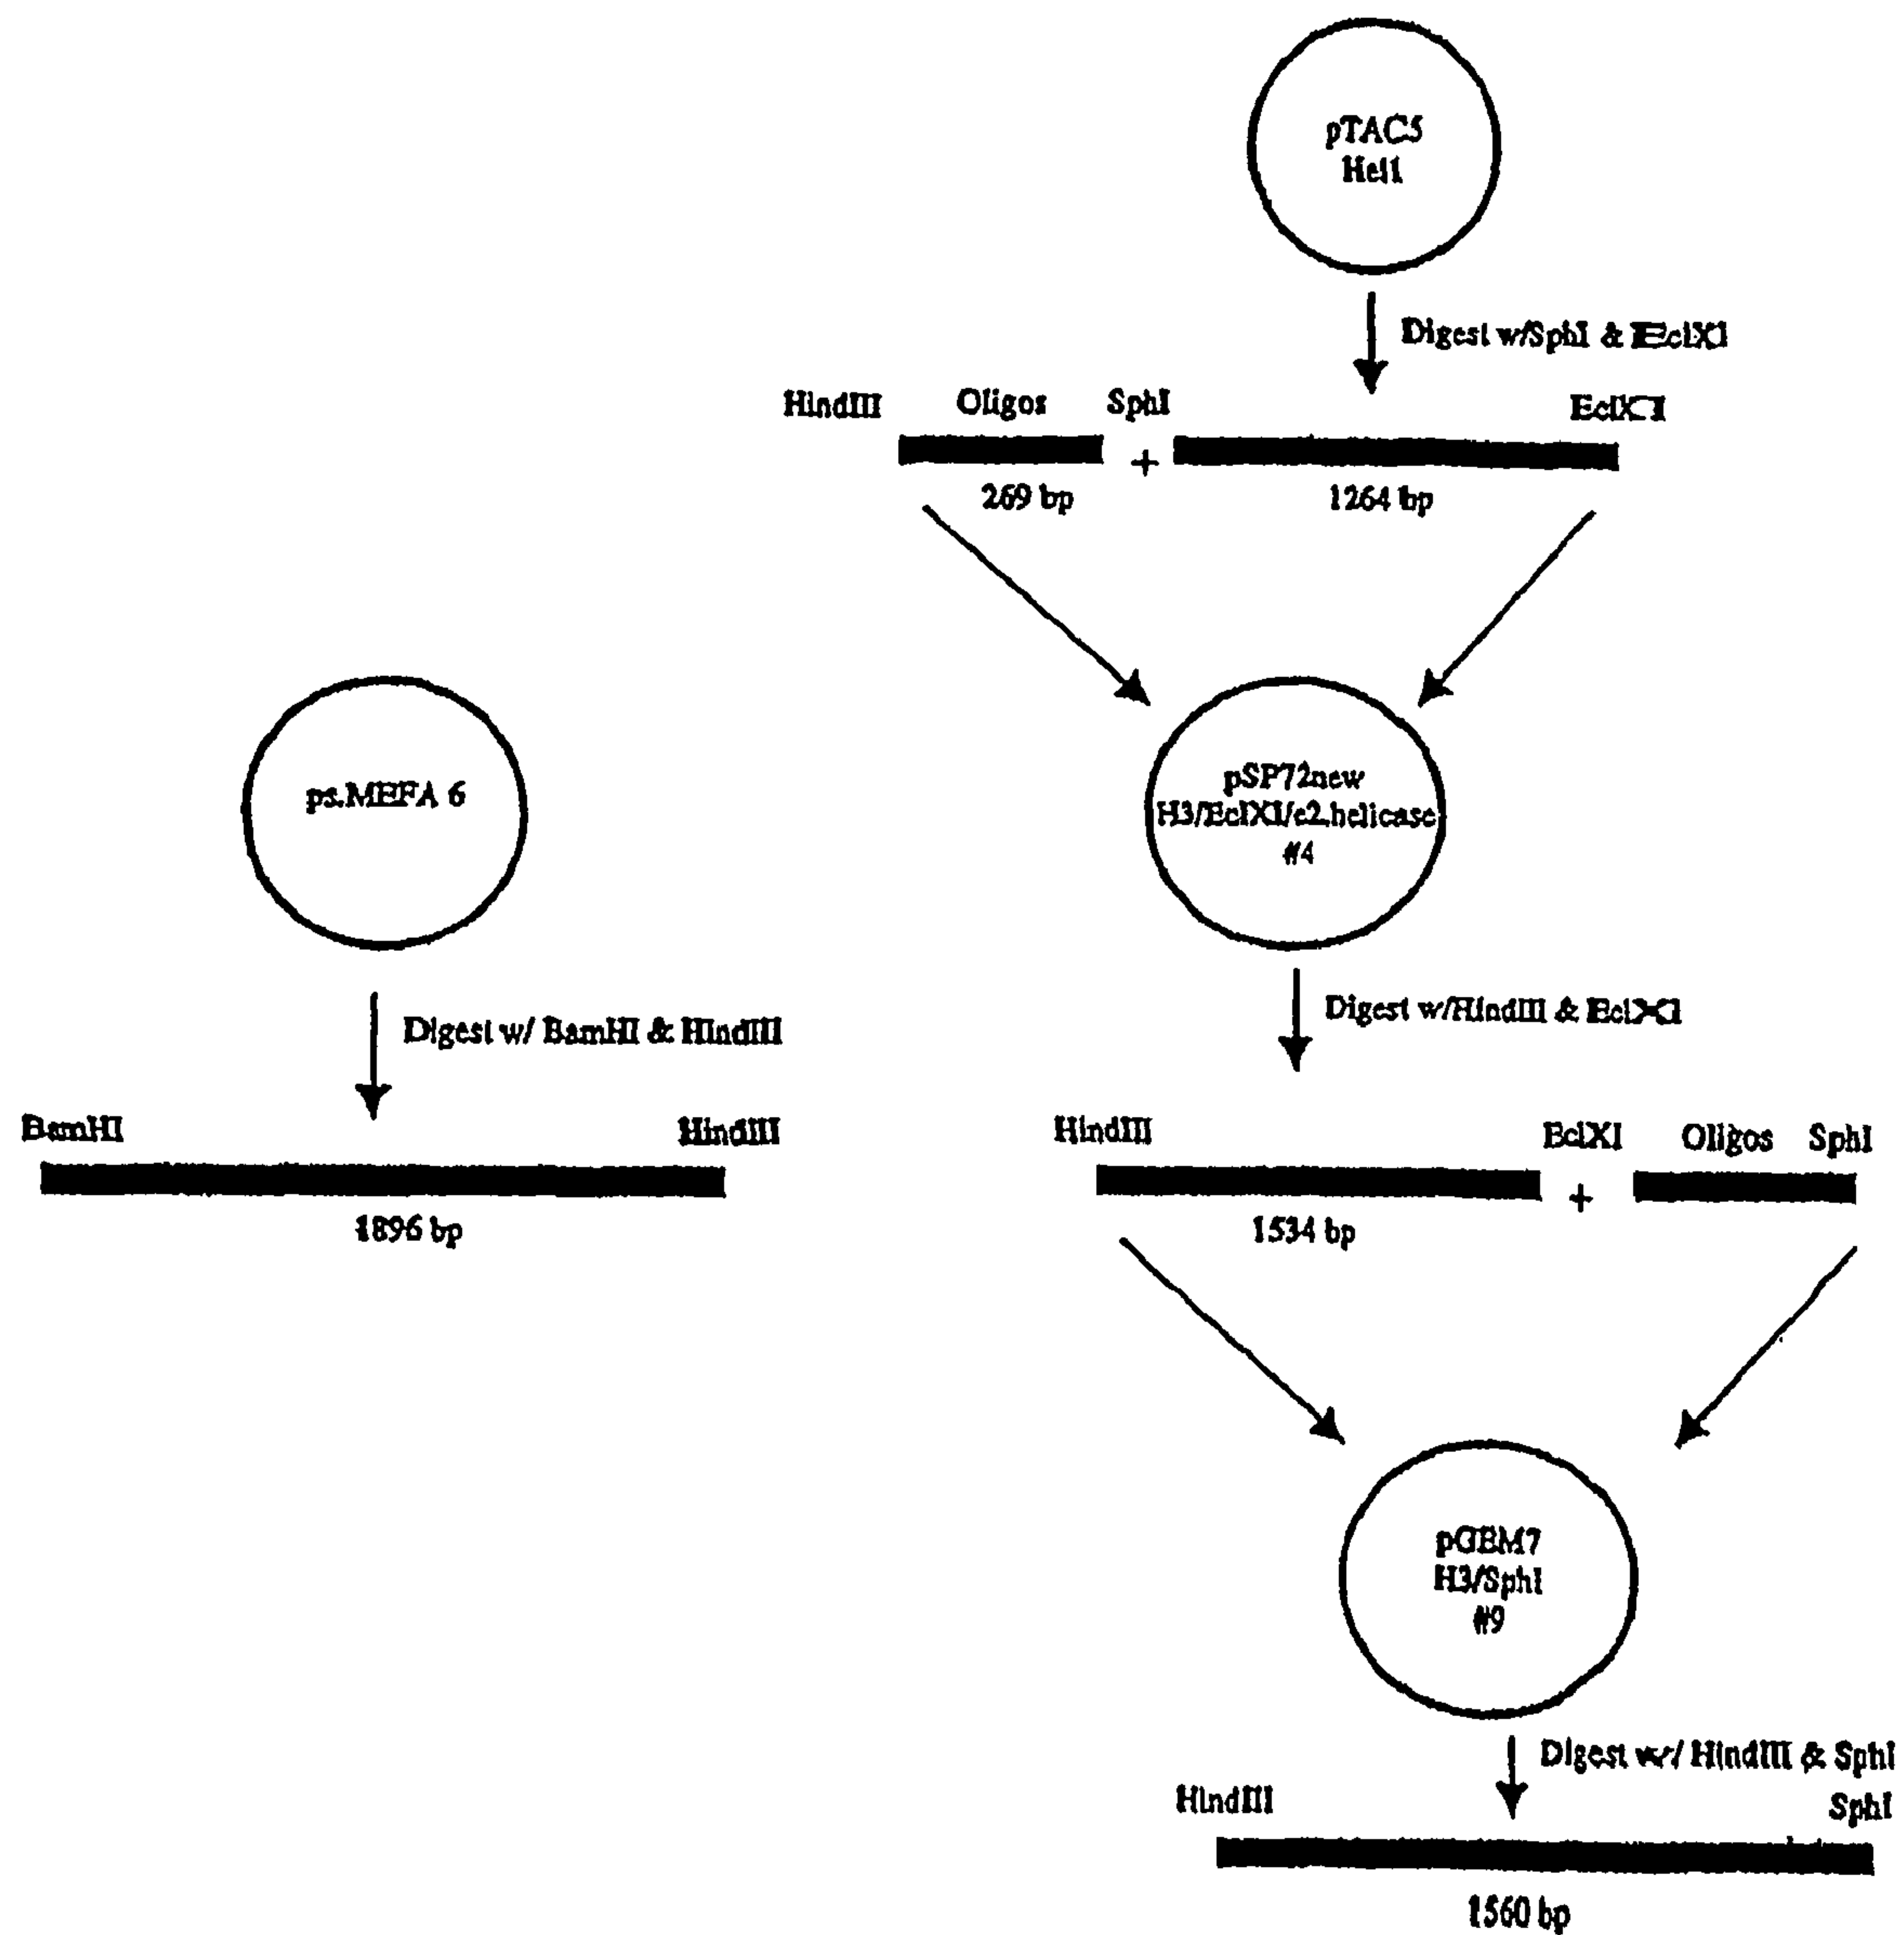 pTAC5
Hel1
Digest w/SphI & EclXI
HindIII Oligos SphI EclXI
+
269 bp 1264 bp
pSP72new
H3/EclXI/e2.helicase
#4
ps.MEFA 6
Digest w/HindIII & EclXI
Digest w/ BamHI & HindIII
BamHI HindIII
HindIII EclXI Oligos SphI
+
1896 bp 1534 bp
pGEM7
H3/SphI
#9
Digest w/ HindIII & SphI
HindIII SphI
1560 bp